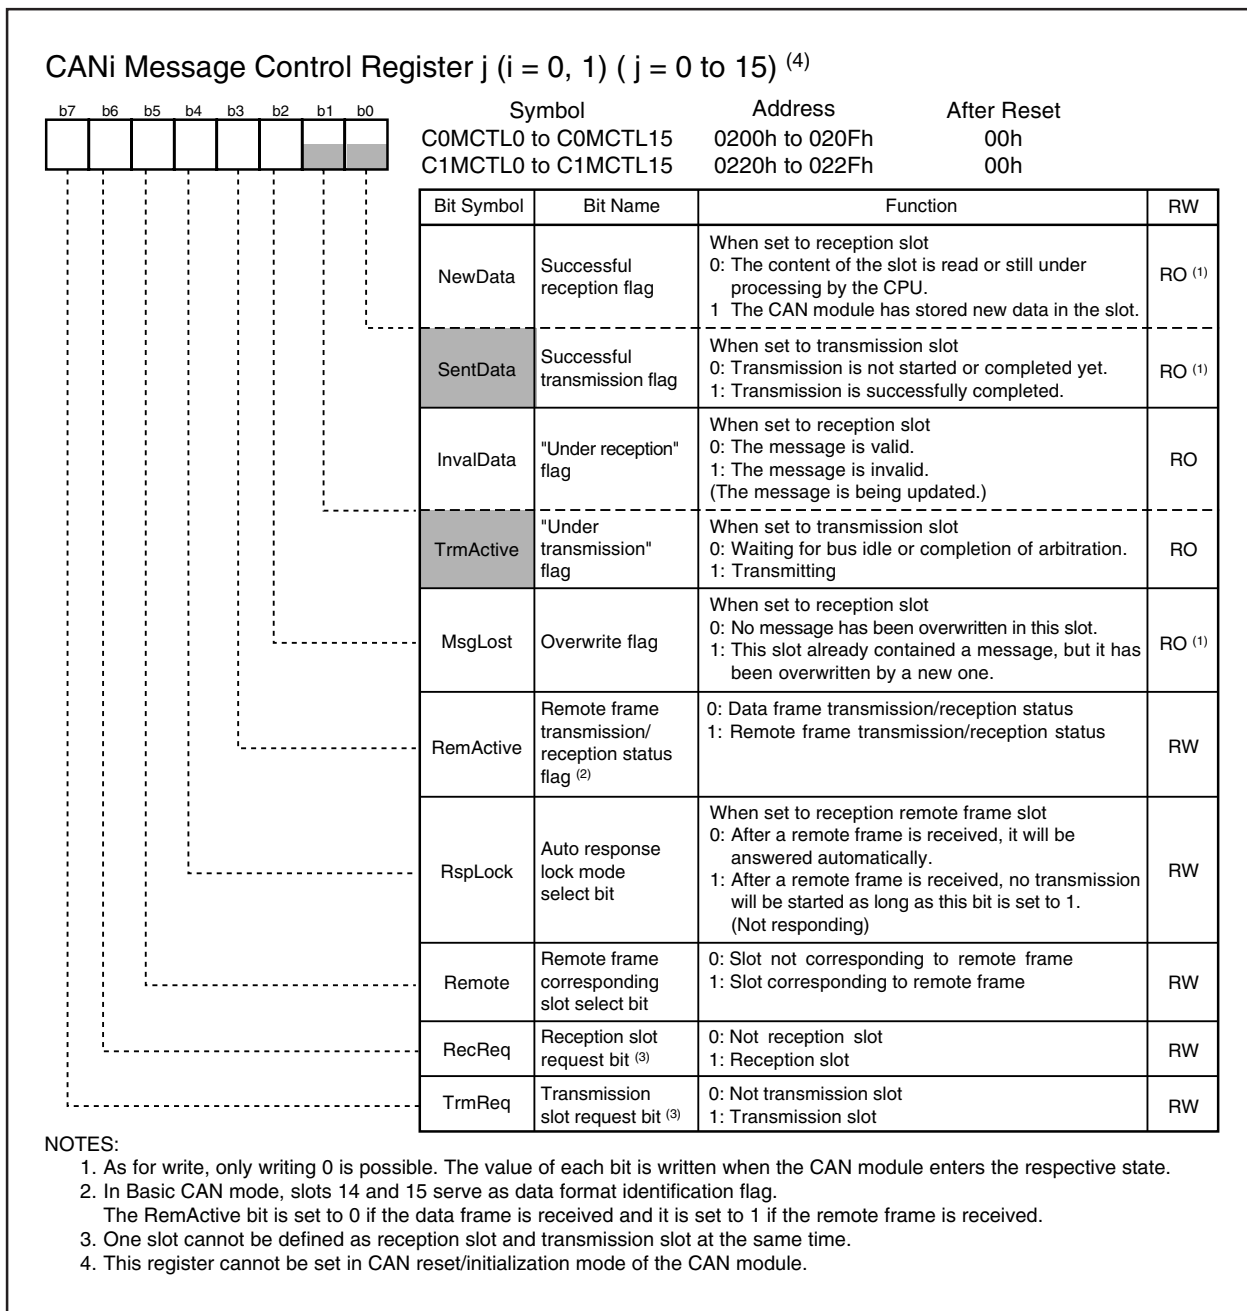 CANi Message Control Register j (i = 0, 1) ( j = 0 to 15) (4)
b7 b6 b5 b4 b3 b2 b1 b0
Symbol Address After Reset
C0MCTL0 to C0MCTL15 0200h to 020Fh 00h
C1MCTL0 to C1MCTL15 0220h to 022Fh 00h
Bit Symbol Bit Name Function RW
NewData
Successful
reception flag
When set to reception slot
0: The content of the slot is read or still under
processing by the CPU.
1 The CAN module has stored new data in the slot.
RO (1)
SentData
Successful
transmission flag
When set to transmission slot
0: Transmission is not started or completed yet.
1: Transmission is successfully completed.
RO (1)
InvalData
"Under reception"
flag
When set to reception slot
0: The message is valid.
1: The message is invalid.
(The message is being updated.)
RO
TrmActive
"Under
transmission"
flag
When set to transmission slot
0: Waiting for bus idle or completion of arbitration.
1: Transmitting
RO
MsgLost
Overwrite flag
When set to reception slot
0: No message has been overwritten in this slot.
1: This slot already contained a message, but it has
been overwritten by a new one.
RO (1)
RemActive
Remote frame
transmission/
reception status
flag (2)
0: Data frame transmission/reception status
1: Remote frame transmission/reception status
RW
RspLock
Auto response
lock mode
select bit
When set to reception remote frame slot
0: After a remote frame is received, it will be
answered automatically.
1: After a remote frame is received, no transmission
will be started as long as this bit is set to 1.
(Not responding)
RW
Remote
Remote frame
corresponding
slot select bit
0: Slot not corresponding to remote frame
1: Slot corresponding to remote frame
RW
RecReq
Reception slot
request bit (3)
0: Not reception slot
1: Reception slot
RW
TrmReq
Transmission
slot request bit (3)
0: Not transmission slot
1: Transmission slot
RW
NOTES:
1. As for write, only writing 0 is possible. The value of each bit is written when the CAN module enters the respective state.
2. In Basic CAN mode, slots 14 and 15 serve as data format identification flag.
The RemActive bit is set to 0 if the data frame is received and it is set to 1 if the remote frame is received.
3. One slot cannot be defined as reception slot and transmission slot at the same time.
4. This register cannot be set in CAN reset/initialization mode of the CAN module.